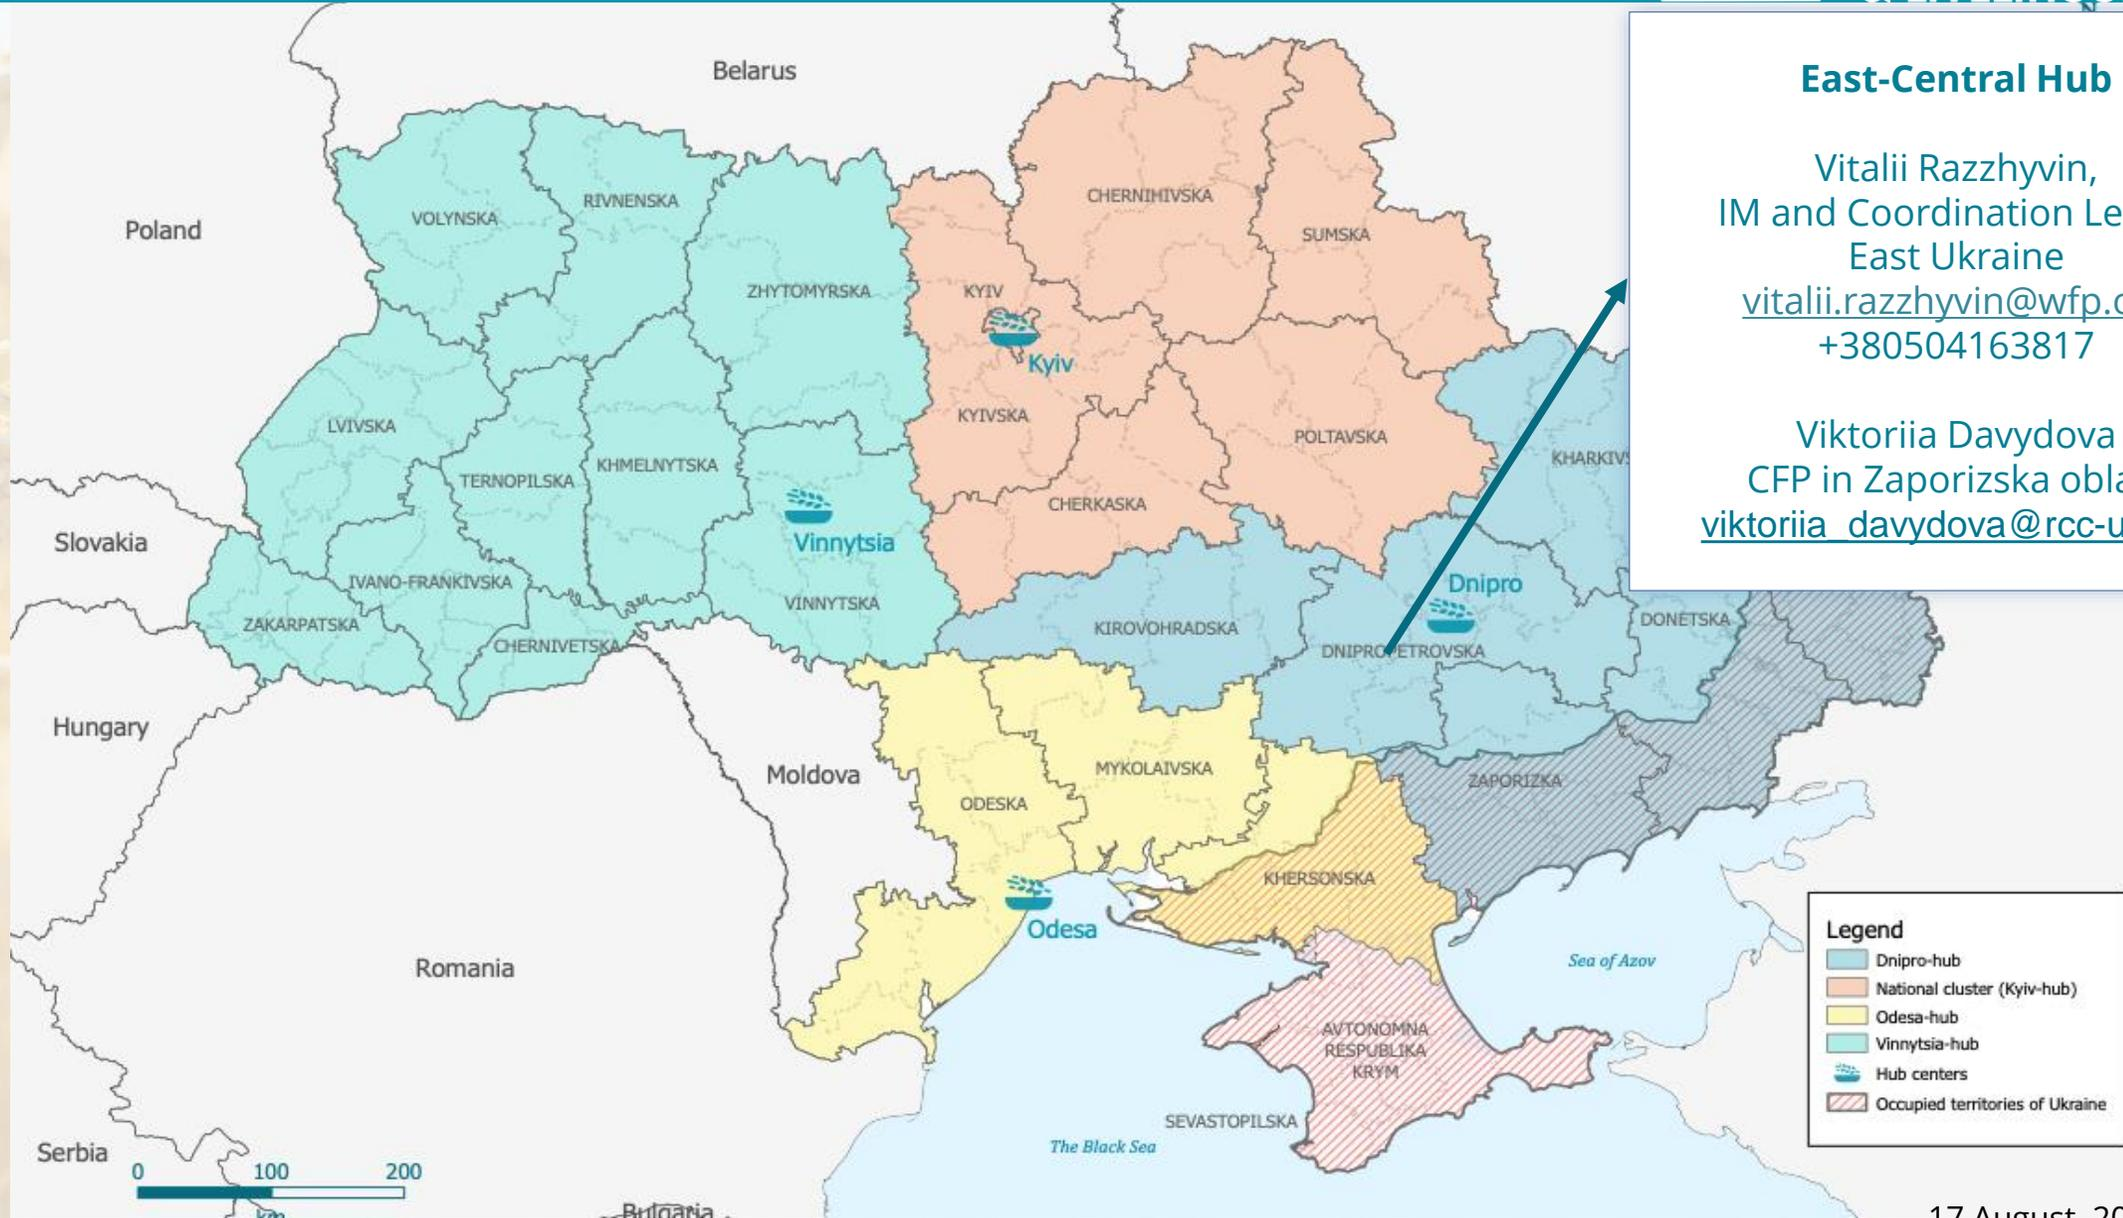 Belarus
Poland
Slovakia
Hungary
Romania
Serbia
Moldova
Bulgaria
VOLYNSKA
RIVNENSKA
ZHYTOMYRSKA
KYIV
Kyiv
KYIVSKA
CHERNIHIVSKA
SUMSKA
LVIVSKA
TERNOPILSKA
KHMELNYTSKA
Vinnytsia
VINNYTSKA
CHERKASKA
POLTAVSKA
KHARKIVS
IVANO-FRANKIVSKA
ZAKARPATSKA
CHERNIVETSKA
KIROVOHRADSKA
Dnipro
DNIPROPETROVSKA
DONETSKA
ODESKA
MYKOLAIVSKA
ZAPORIZKA
KHERSONSKA
Odesa
AVTONOMNA
RESPUBLIKA
KRYM
SEVASTOPILSKA
Sea of Azov
The Black Sea
East-Central Hub
Vitalii Razzhyvin,
IM and Coordination Le
East Ukraine
vitalii.razzhyvin@wfp.o
+380504163817
Viktoriia Davydova
CFP in Zaporizska obla
viktoriia_davydova@rcc-u
Legend
Dnipro-hub
National cluster (Kyiv-hub)
Odesa-hub
Vinnytsia-hub
Hub centers
Occupied territories of Ukraine
0 100 200
km
17 August, 20